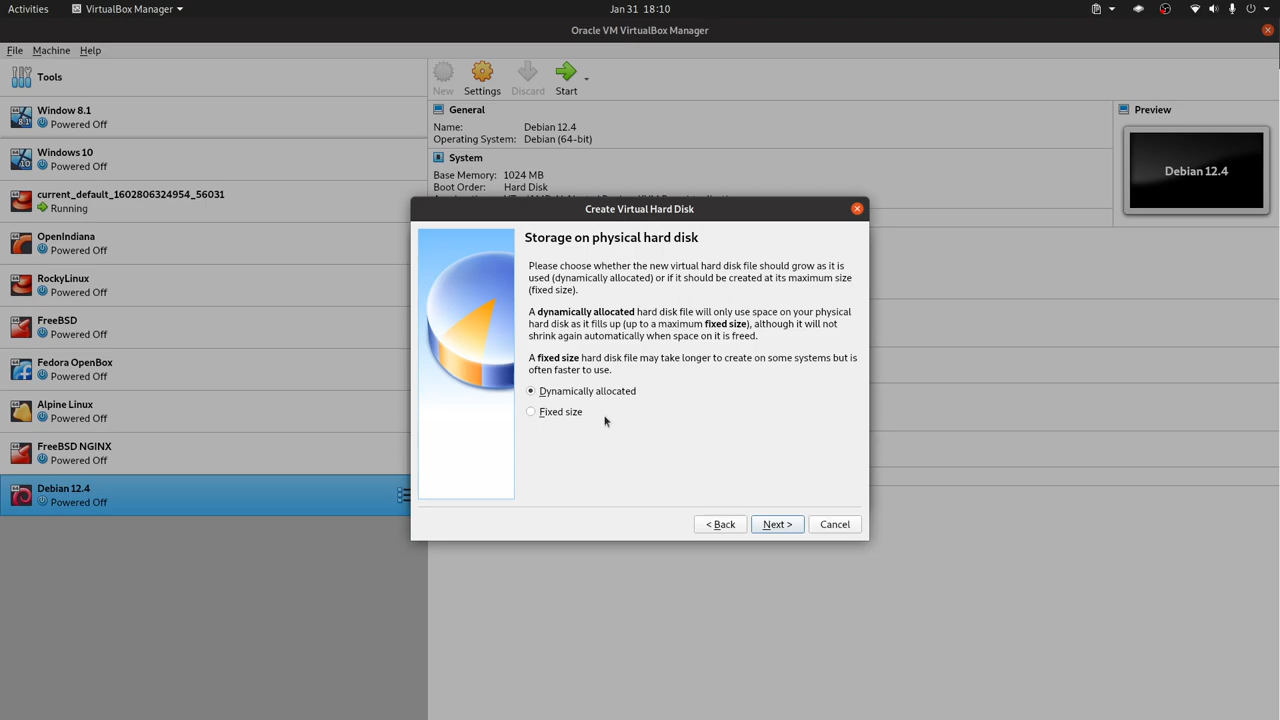 Activities
VirtualBox Manager
Jan 31 18:10
Oracle VM VirtualBox Manager
File Machine Help
Tools
New Settings Discard Start
Window 8.1
Powered Off
Windows 10
Powered Off
current_default_1602806324954_56031
Running
OpenIndiana
Powered Off
RockyLinux
Powered Off
FreeBSD
Powered Off
Fedora OpenBox
Powered Off
Alpine Linux
Powered Off
FreeBSD NGINX
Powered Off
Debian 12.4
Powered Off
General
Name: Debian 12.4
Operating System: Debian (64-bit)
System
Base Memory: 1024 MB
Boot Order: Hard Disk
Preview
Debian 12.4
Create Virtual Hard Disk
Storage on physical hard disk
Please choose whether the new virtual hard disk file should grow as it is
used (dynamically allocated) or if it should be created at its maximum size
(fixed size).
A dynamically allocated hard disk file will only use space on your physical
hard disk as it fills up (up to a maximum fixed size), although it will not
shrink again automatically when space on it is freed.
A fixed size hard disk file may take longer to create on some systems but is
often faster to use.
Dynamically allocated
Fixed size
< Back Next > Cancel